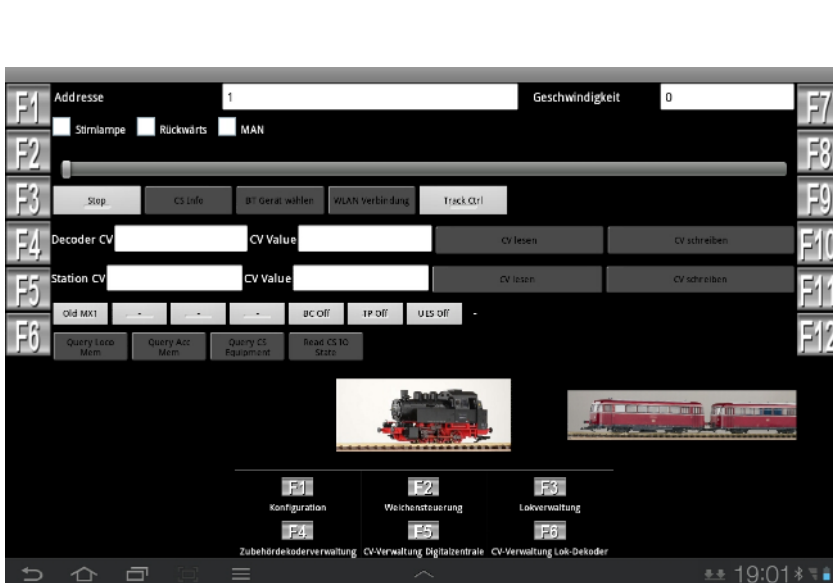 F1 Addresse 1 Geschwindigkeit 0 F7
Stirnlampe Rückwärts MAN
F2 F8
F3 Stop CS Info BT Gerät wählen WLAN Verbindung Track Ctrl F9
F4 Decoder CV CV Value CV lesen CV schreiben F10
F5 Station CV CV Value CV lesen CV schreiben F11
Old MX1 - - - BC Off TP Off ULS Off -
F6 Query Loco Mem Query Acc Mem Query CS Equipment Read CS IO State F12
F1 F2 F3
Konfiguration Weichensteuerung Lokverwaltung
F4 F5 F6
Zubehördekoderverwaltung CV-Verwaltung Digitalzentrale CV-Verwaltung Lok-Dekoder
19:01